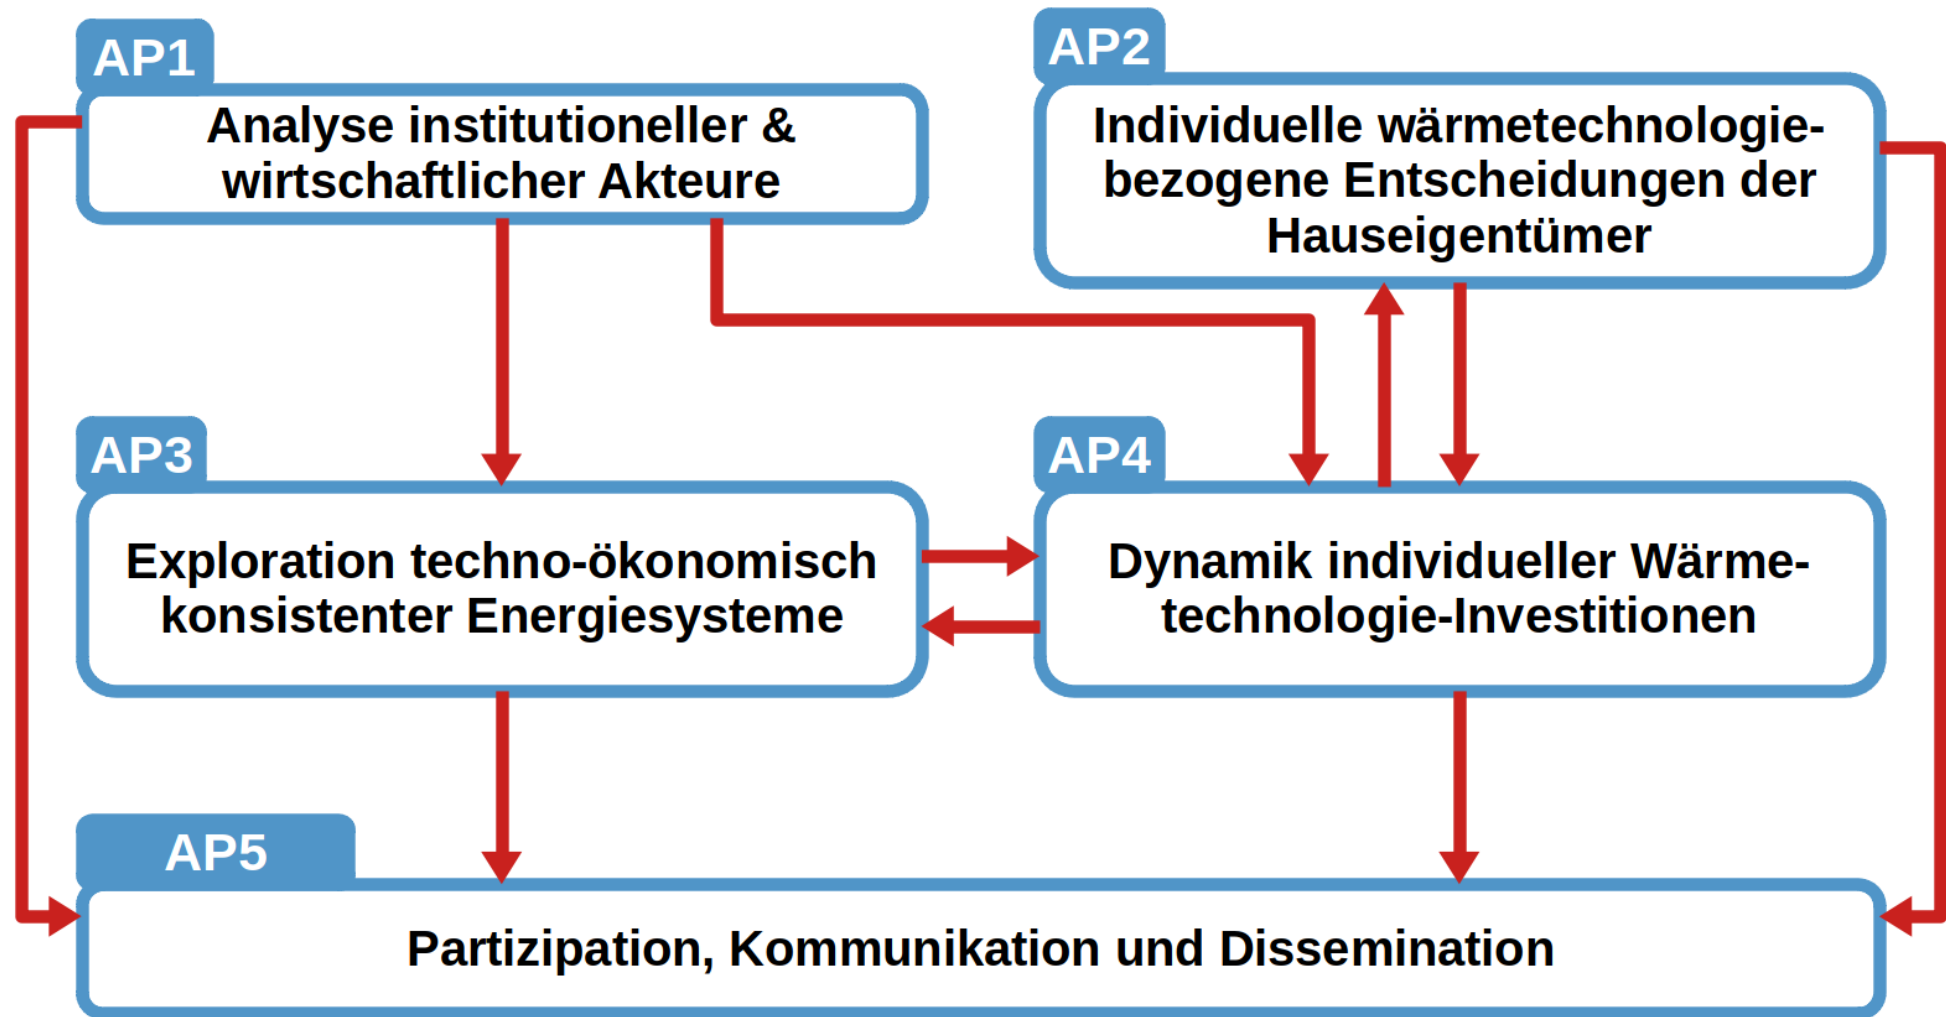 AP1
Analyse institutioneller &
wirtschaftlicher Akteure
AP2
Individuelle wärmetechnologie-
bezogene Entscheidungen der
Hauseigentümer
AP3
Exploration techno-ökonomisch
konsistenter Energiesysteme
AP4
Dynamik individueller Wärme-
technologie-Investitionen
AP5
Partizipation, Kommunikation und Dissemination